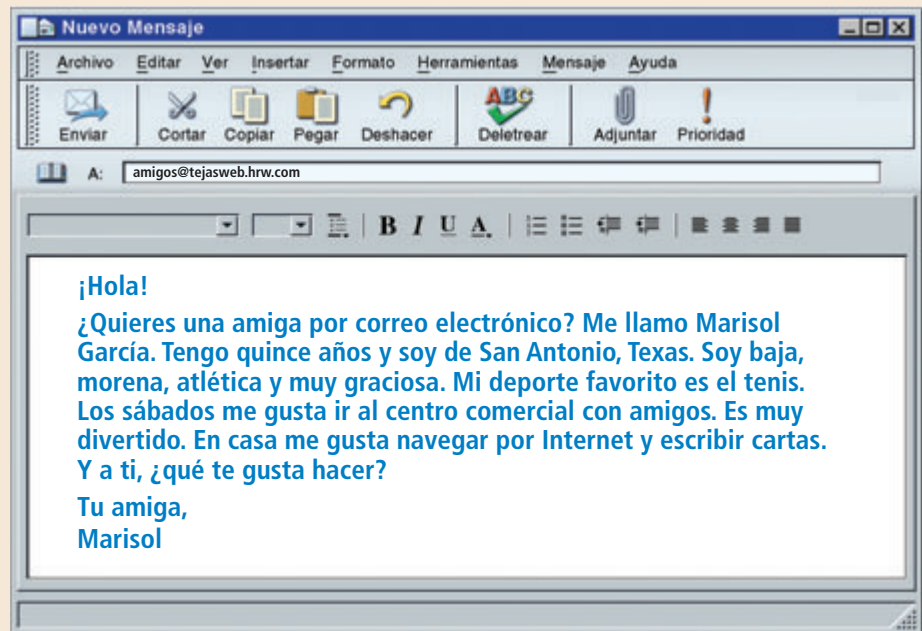 Nuevo Mensaje
Archivo Editar Ver Insertar Formato Herramientas Mensaje Ayuda
ABC
Enviar Cortar Copiar Pegar Deshacer Deletrear Adjuntar Prioridad
A: amigos@tejasweb.hrw.com
B I U A
¡Hola!
¿Quieres una amiga por correo electrónico? Me llamo Marisol
García. Tengo quince años y soy de San Antonio, Texas. Soy baja,
morena, atlética y muy graciosa. Mi deporte favorito es el tenis.
Los sábados me gusta ir al centro comercial con amigos. Es muy
divertido. En casa me gusta navegar por Internet y escribir cartas.
Y a ti, ¿qué te gusta hacer?
Tu amiga,
Marisol